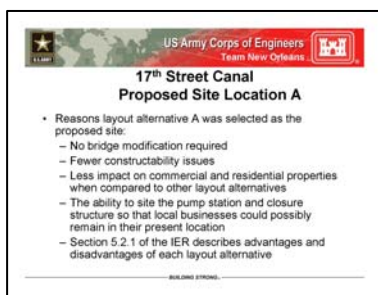 US Army Corps of Engineers
Team New Orleans
U.S. ARMY
17th Street Canal
Proposed Site Location A
• Reasons layout alternative A was selected as the
proposed site:
– No bridge modification required
– Fewer constructability issues
– Less impact on commercial and residential properties
when compared to other layout alternatives
– The ability to site the pump station and closure
structure so that local businesses could possibly
remain in their present location
– Section 5.2.1 of the IER describes advantages and
disadvantages of each layout alternative
BUILDING STRONG®